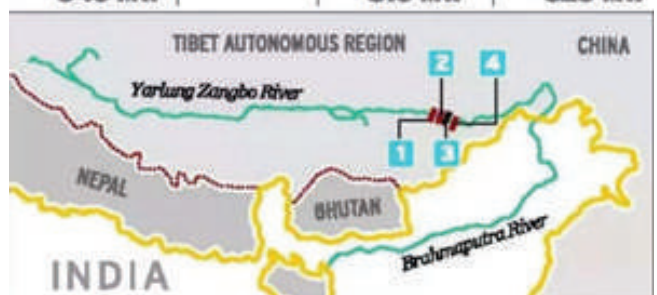 TIBET AUTONOMOUS REGION
CHINA
2
4
Yarlung Zangbo River
1
3
NEPAL
BHUTAN
Brahmaputra River
INDIA